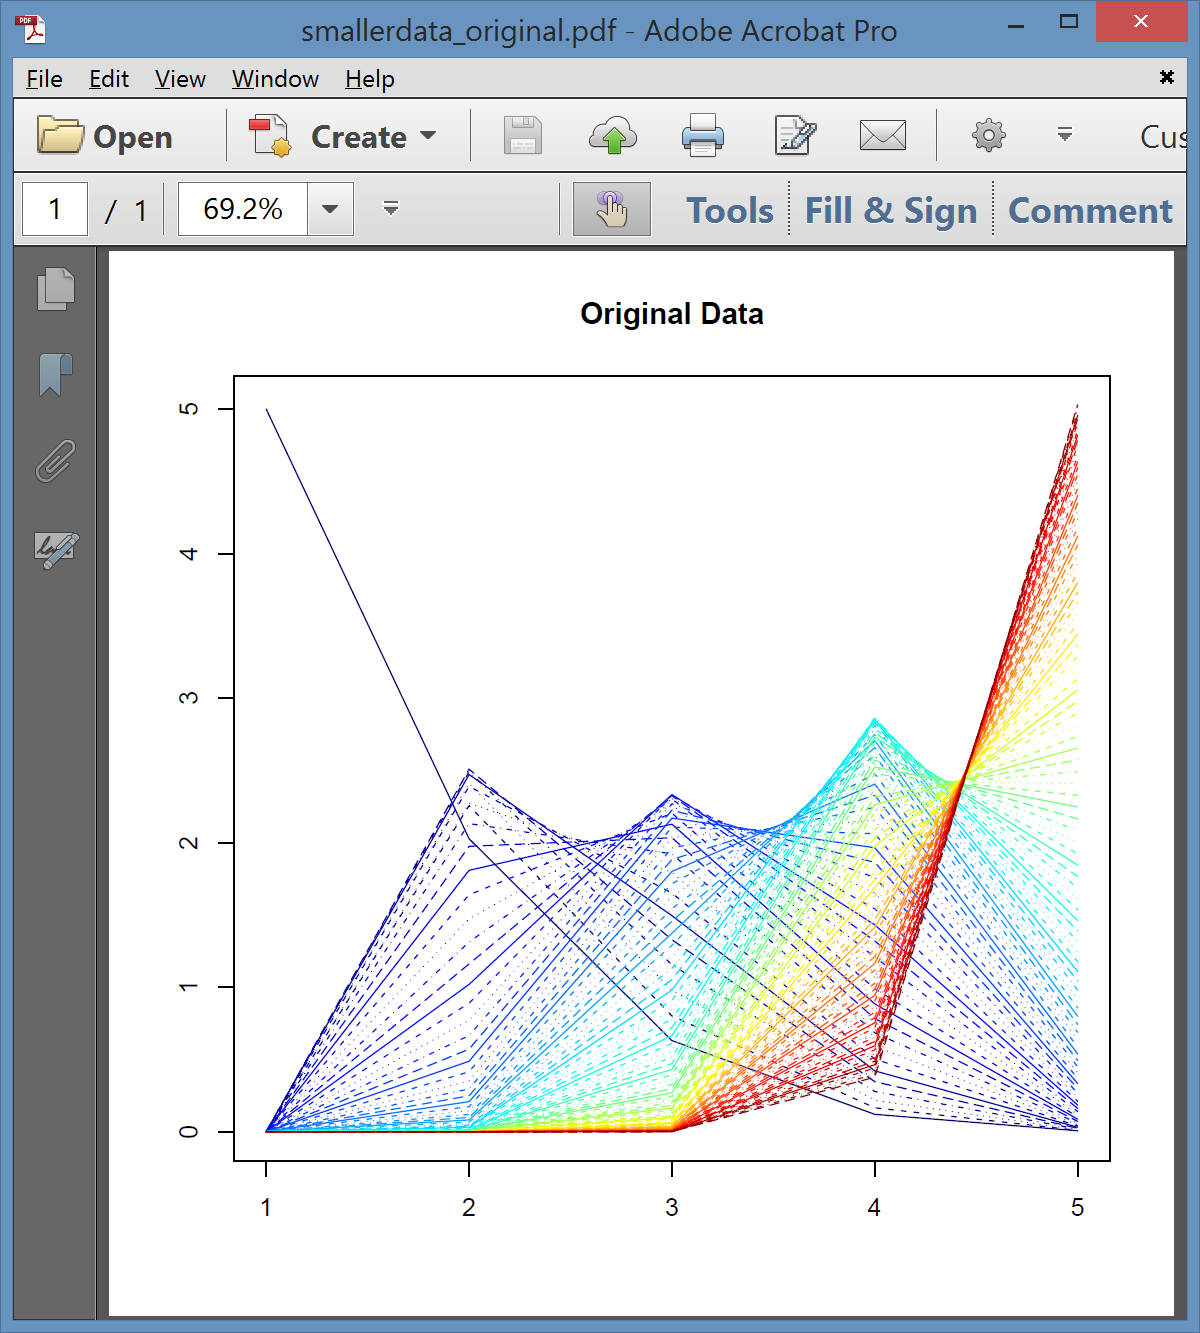 smallerdata_original.pdf - Adobe Acrobat Pro
File Edit View Window Help
Open Create Cus
1 / 1 69.2% Tools Fill & Sign Comment
Original Data
5
4
3
2
1
0
1 2 3 4 5